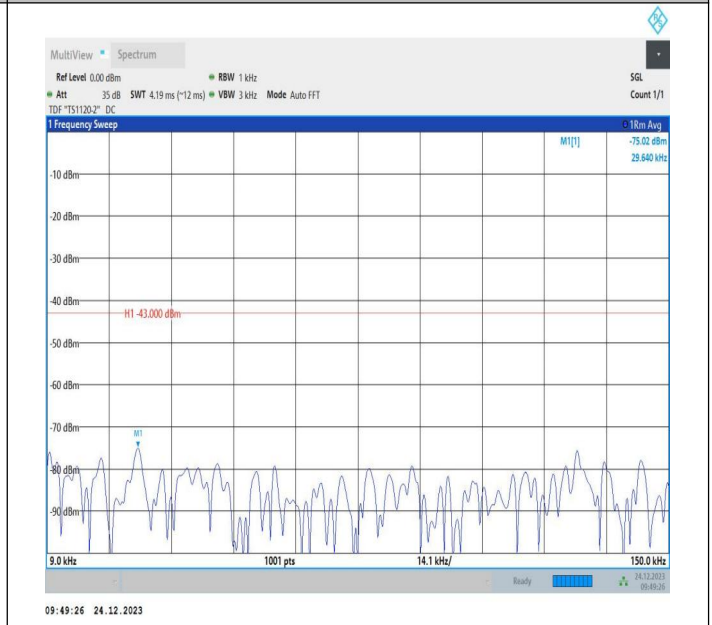 MultiView Spectrum
Ref Level 0.00 dBm RBW 1 kHz SGL
Att 35 dB SWT 4.19 ms (~12 ms) VBW 3 kHz Mode Auto FFT Count 1/1
TDF "TS1120-2" DC
1 Frequency Sweep 1Rm Avg
M1[1] -75.02 dBm
29.640 kHz
-10 dBm
-20 dBm
-30 dBm
-40 dBm
H1 -43.000 dBm
-50 dBm
-60 dBm
-70 dBm
M1
-80 dBm
-90 dBm
9.0 kHz 1001 pts 14.1 kHz/ 150.0 kHz
Ready 24.12.2023
09:49:26
09:49:26 24.12.2023